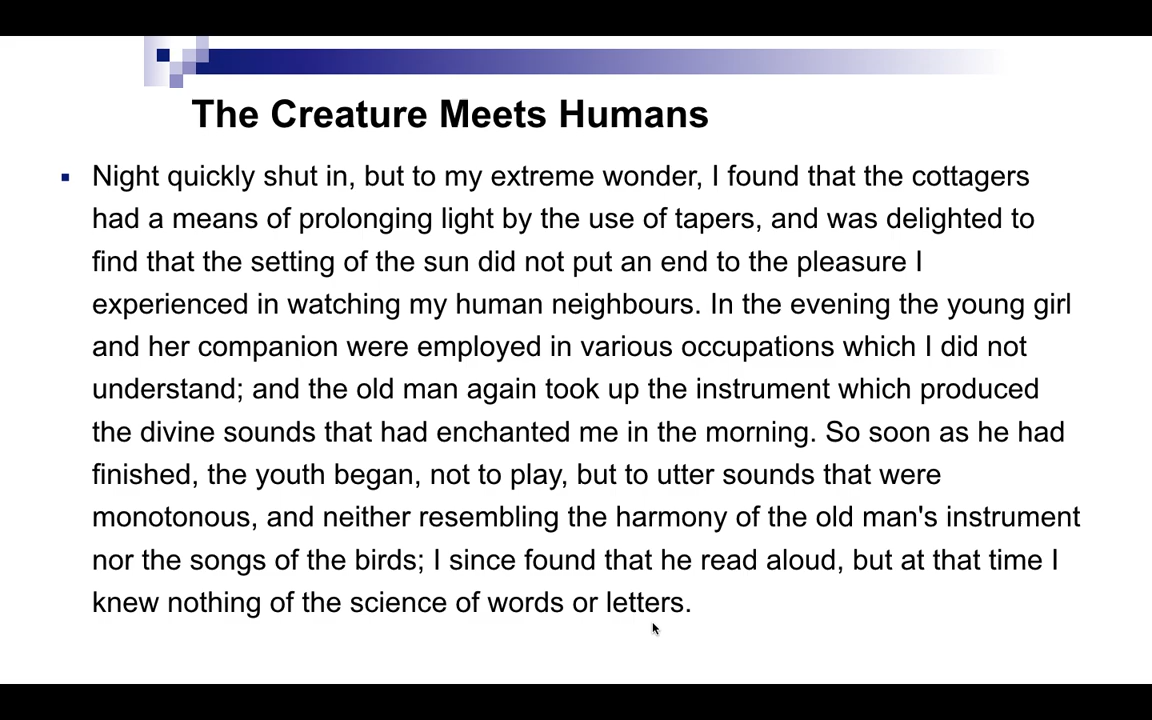 The Creature Meets Humans
Night quickly shut in, but to my extreme wonder, I found that the cottagers
had a means of prolonging light by the use of tapers, and was delighted to
find that the setting of the sun did not put an end to the pleasure I
experienced in watching my human neighbours. In the evening the young girl
and her companion were employed in various occupations which I did not
understand; and the old man again took up the instrument which produced
the divine sounds that had enchanted me in the morning. So soon as he had
finished, the youth began, not to play, but to utter sounds that were
monotonous, and neither resembling the harmony of the old man's instrument
nor the songs of the birds; I since found that he read aloud, but at that time I
knew nothing of the science of words or letters.